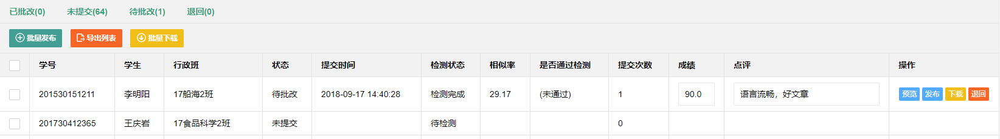 已批改(0) 未提交(64) 待批改(1) 退回(0)
批量发布 导出列表 批量下载
学号 学生 行政班 状态 提交时间 检测状态 相似率 是否通过检测 提交次数 成绩 点评 操作
201530151211 李明阳 17船海2班 待批改 2018-09-17 14:40:28 检测完成 29.17 (未通过) 1 90.0 语言流畅，好文章 预览 发布 下载 退回
201730412365 王庆岩 17食品科学2班 未提交 待检测 0